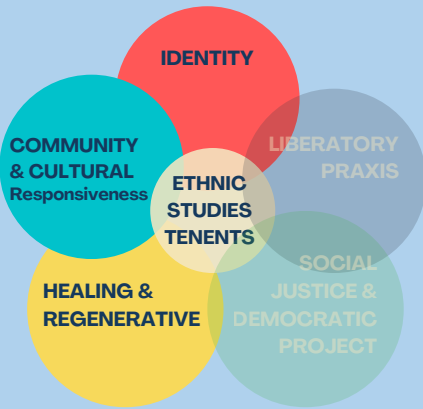 IDENTITY
COMMUNITY
& CULTURAL
Responsiveness
LIBERATORY
PRAXIS
ETHNIC
STUDIES
TENENTS
HEALING &
REGENERATIVE
SOCIAL
JUSTICE &
DEMOCRATIC
PROJECT